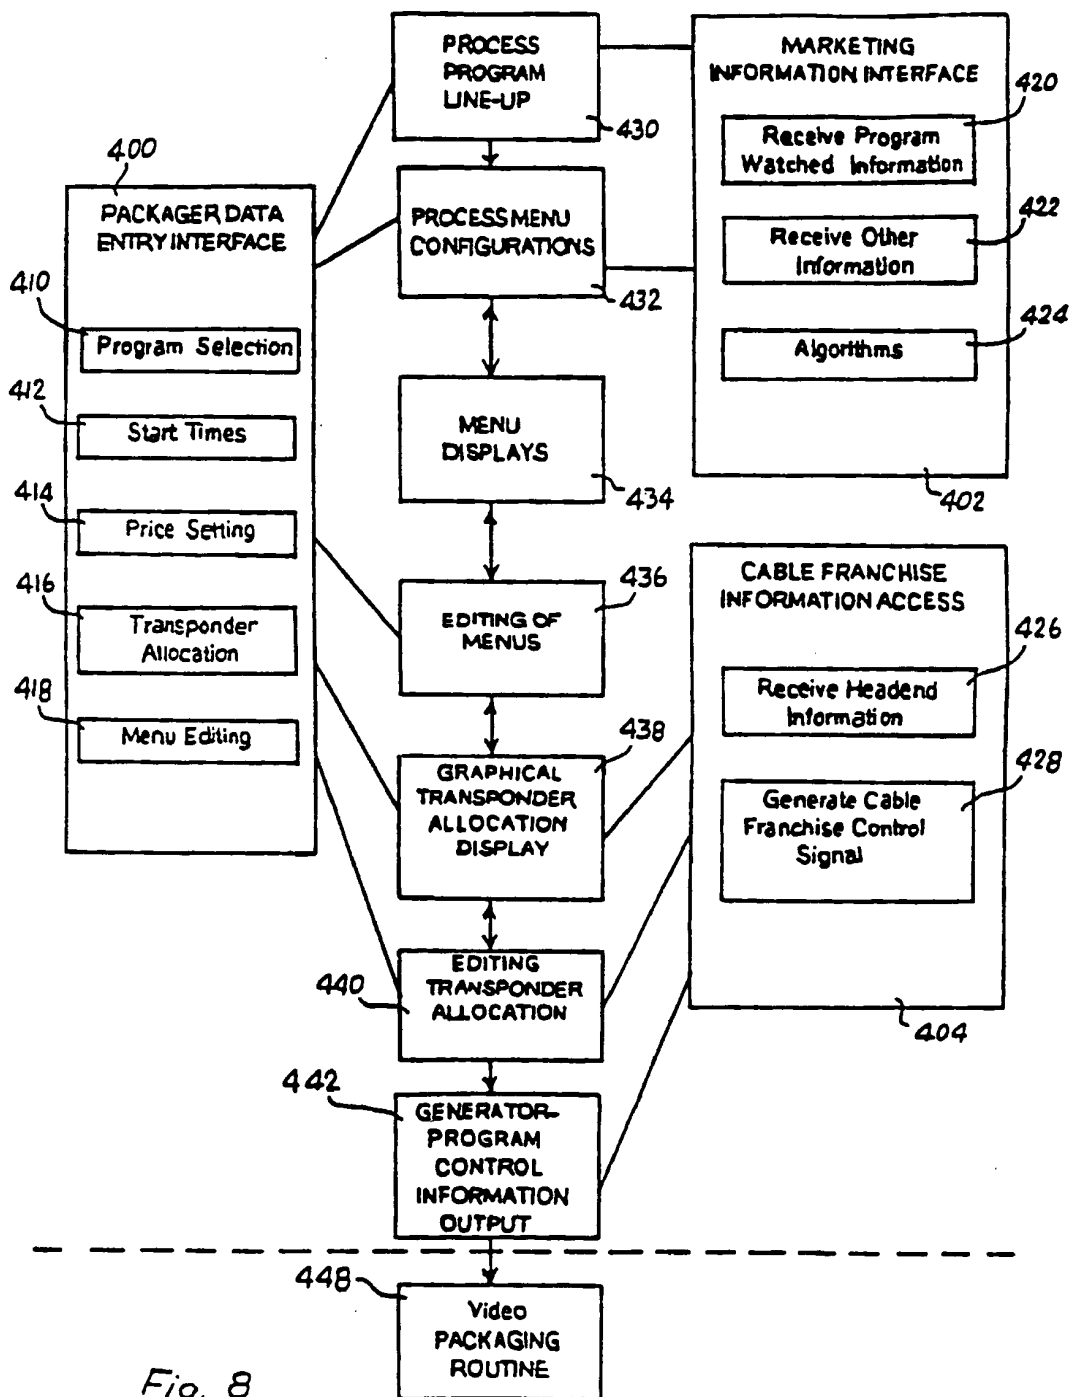 PROCESS
PROGRAM
LINE-UP
430
MARKETING
INFORMATION INTERFACE
420
Receive Program
Watched Information
422
Receive Other
Information
424
Algorithms
402
400
PACKAGER DATA
ENTRY INTERFACE
410
Program Selection
412
Start Times
414
Price Setting
416
Transponder
Allocation
418
Menu Editing
PROCESS MENU
CONFIGURATIONS
432
MENU
DISPLAYS
434
436
EDITING OF
MENUS
438
GRAPHICAL
TRANSPONDER
ALLOCATION
DISPLAY
CABLE FRANCHISE
INFORMATION ACCESS
426
Receive Headend
Information
428
Generate Cable
Franchise Control
Signal
404
440
EDITING
TRANSPONDER
ALLOCATION
442
GENERATOR-
PROGRAM
CONTROL
INFORMATION
OUTPUT
448
Video
PACKAGING
ROUTINE
Fig. 8